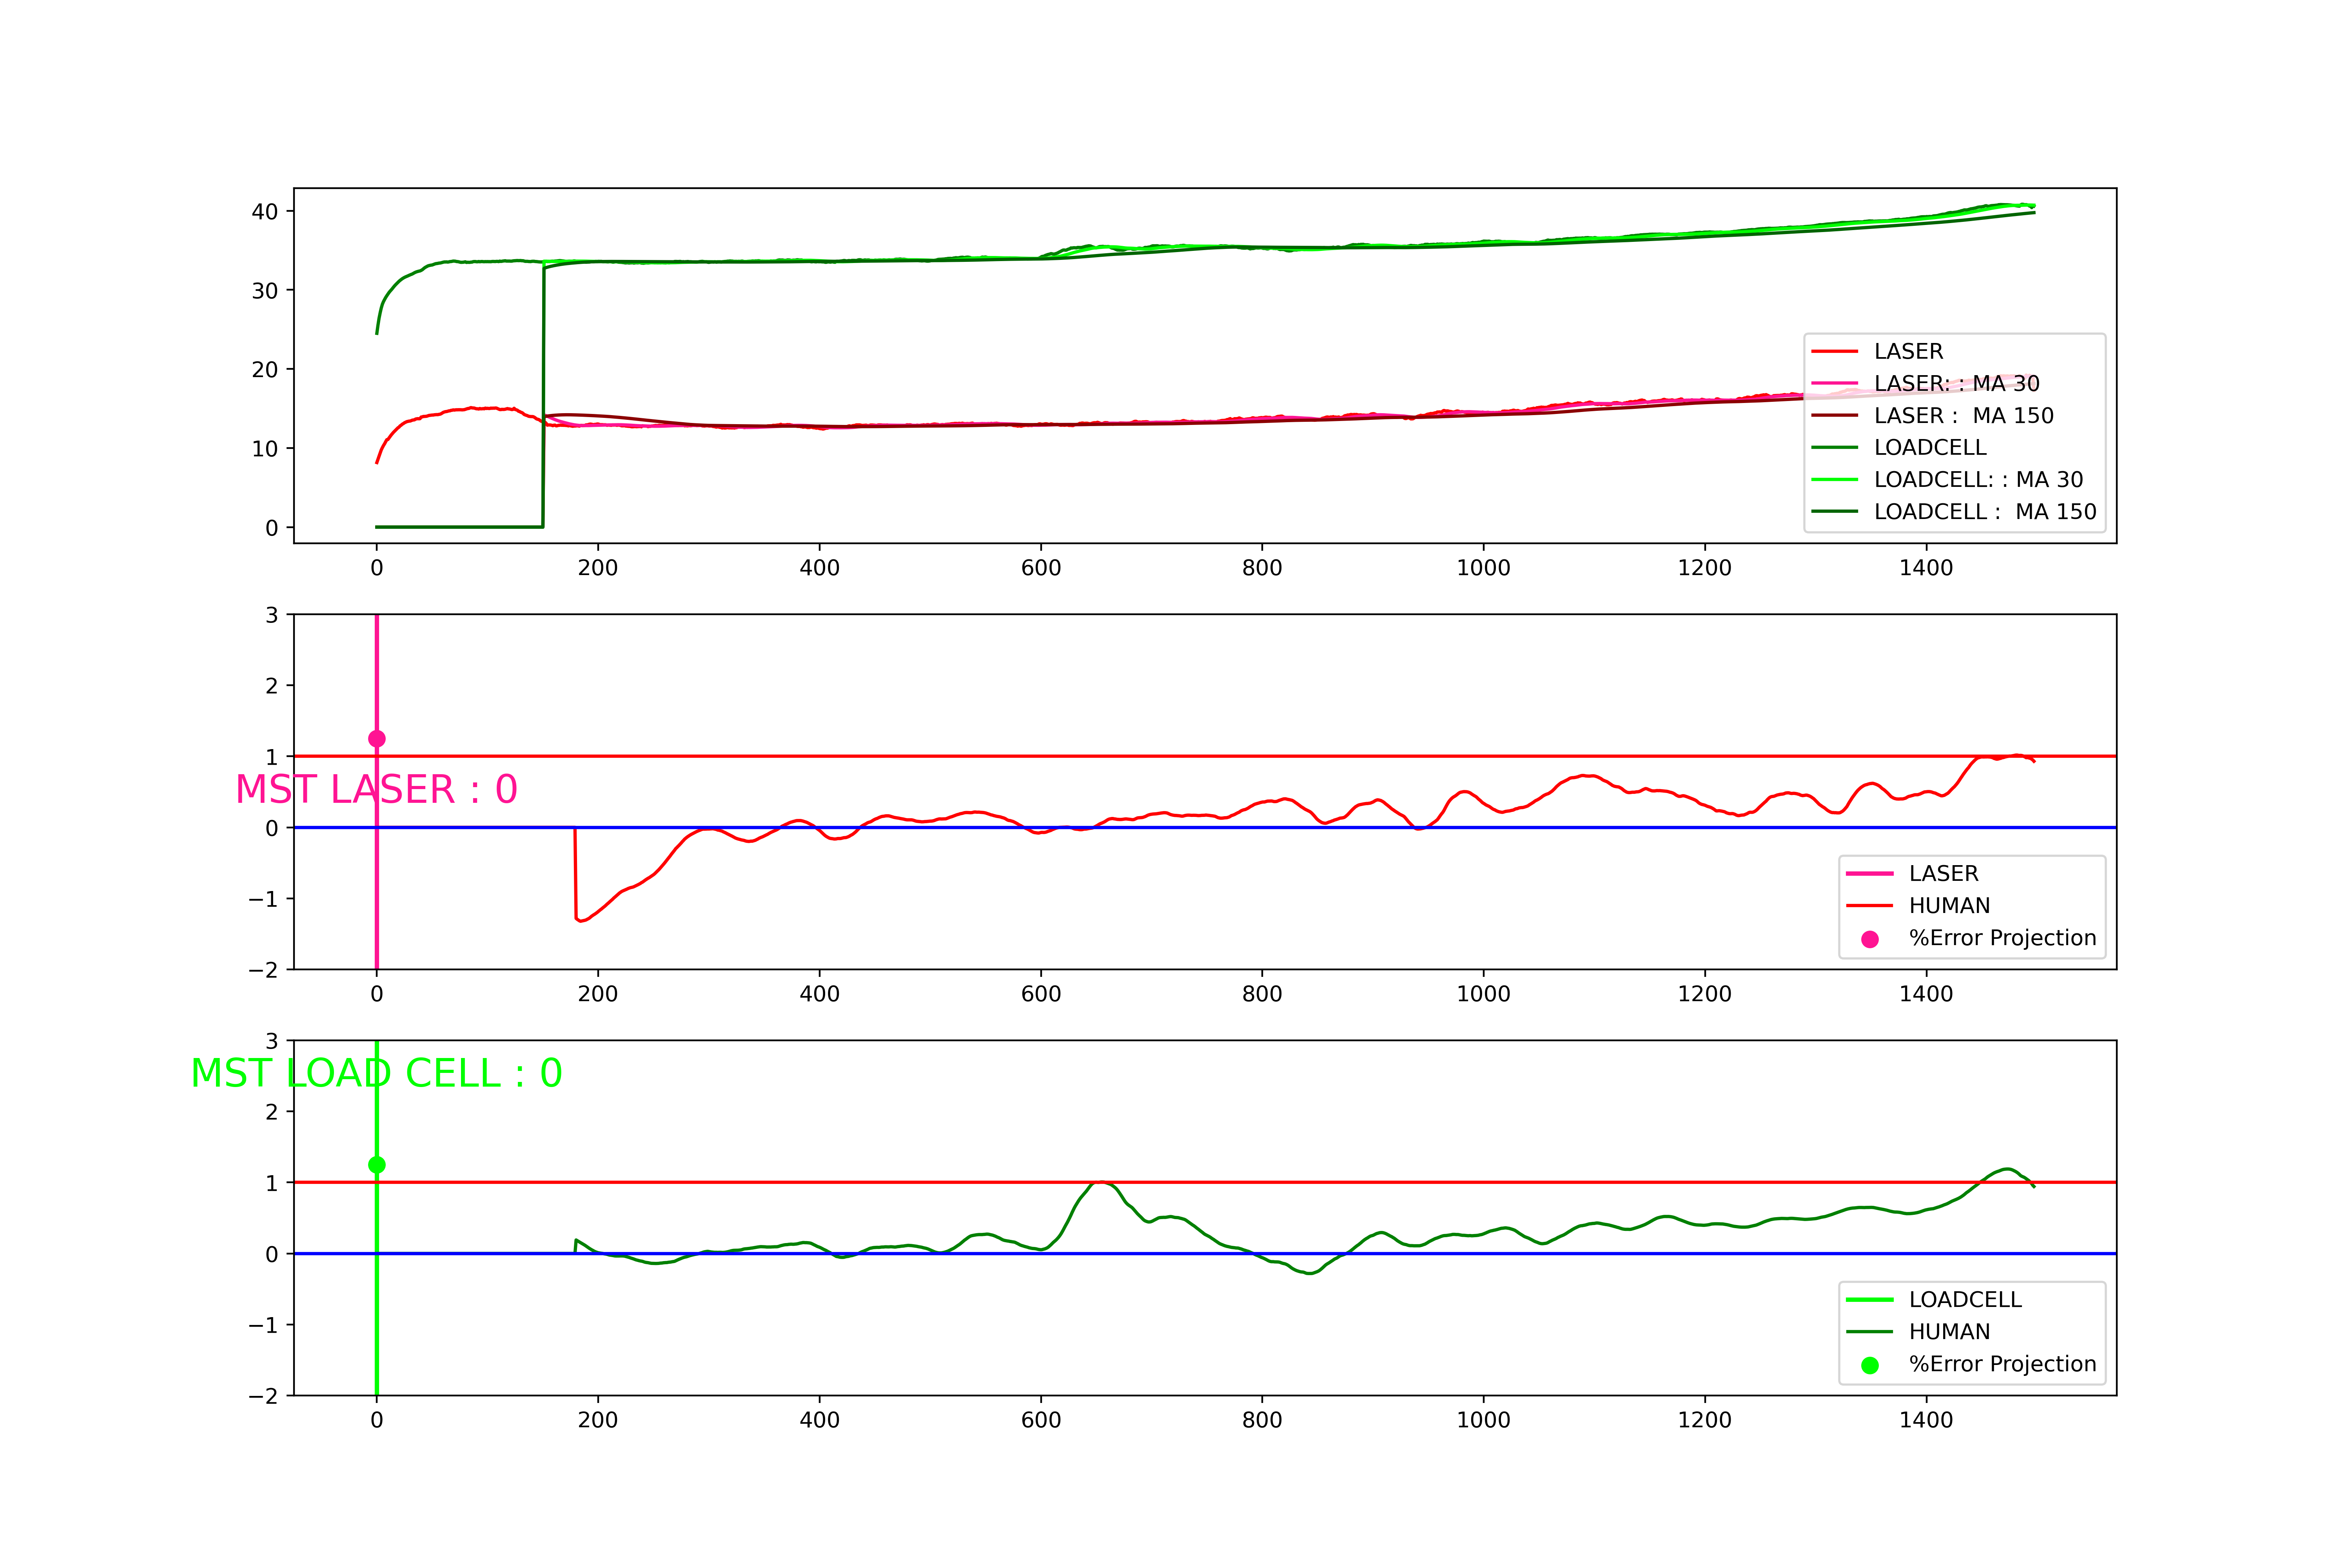 40
30
20
10
0
LASER
LASER: : MA 30
LASER :  MA 150
LOADCELL
LOADCELL: : MA 30
LOADCELL :  MA 150
0 200 400 600 800 1000 1200 1400
3
2
1
MST LASER : 0
0
−1
−2
LASER
HUMAN
%Error Projection
0 200 400 600 800 1000 1200 1400
3
MST LOAD CELL : 0
2
1
0
−1
−2
LOADCELL
HUMAN
%Error Projection
0 200 400 600 800 1000 1200 1400